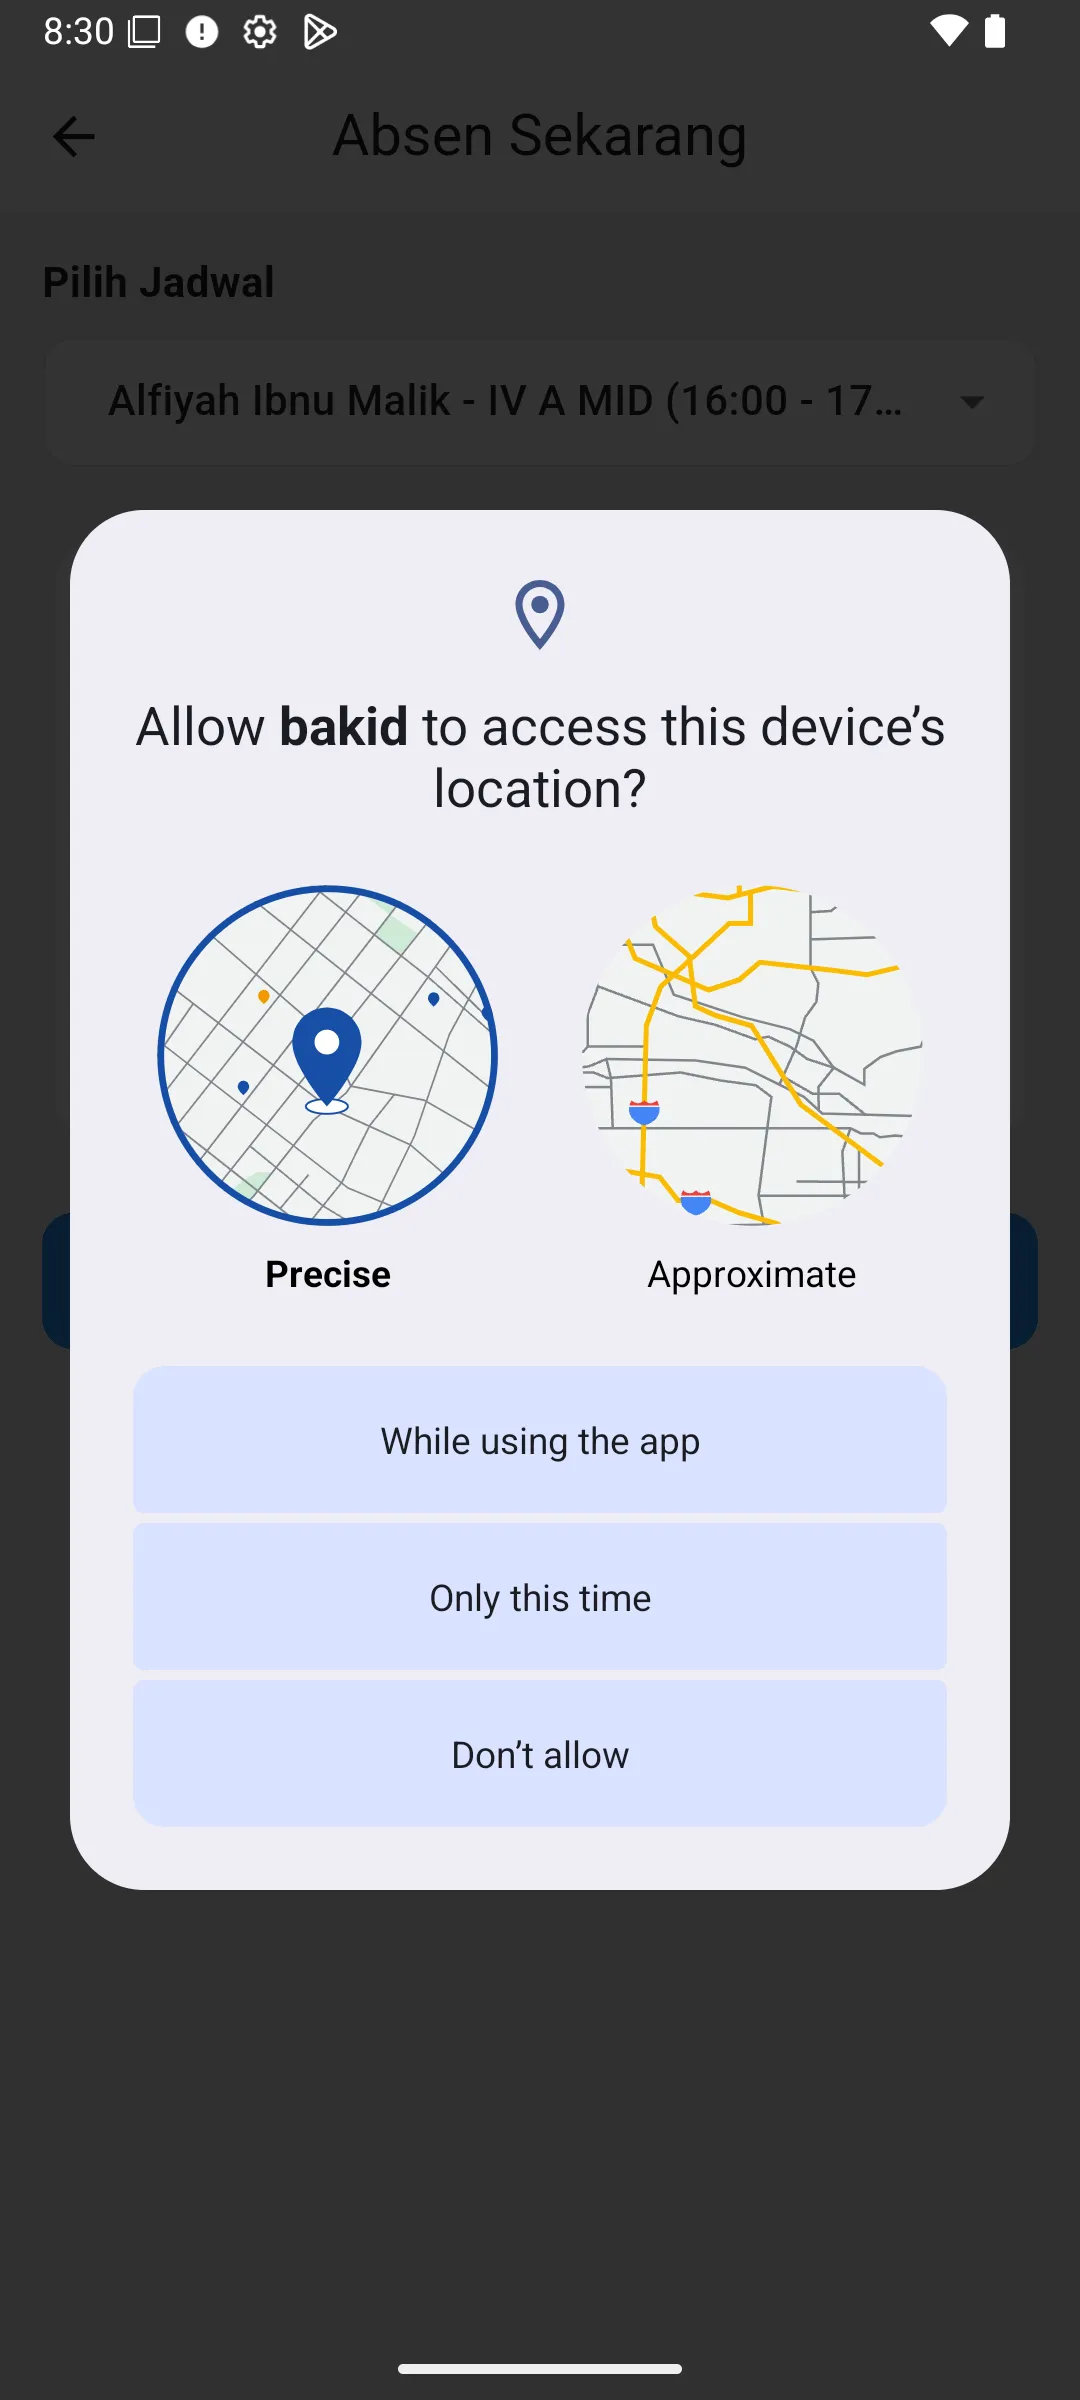 8:30
Absen Sekarang
Pilih Jadwal
Alfiyah Ibnu Malik - IV A MID (16:00 - 17...
Allow bakid to access this device’s
location?
Precise
Approximate
While using the app
Only this time
Don’t allow